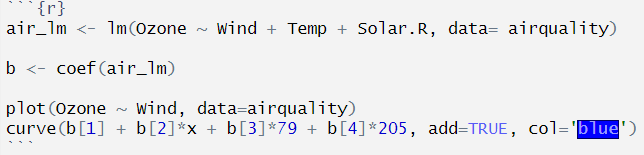 ```{r}
air_lm <- lm(Ozone ~ Wind + Temp + Solar.R, data= airquality)
b <- coef(air_lm)
plot(Ozone ~ Wind, data=airquality)
curve(b[1] + b[2]*x + b[3]*79 + b[4]*205, add=TRUE, col='blue')
```